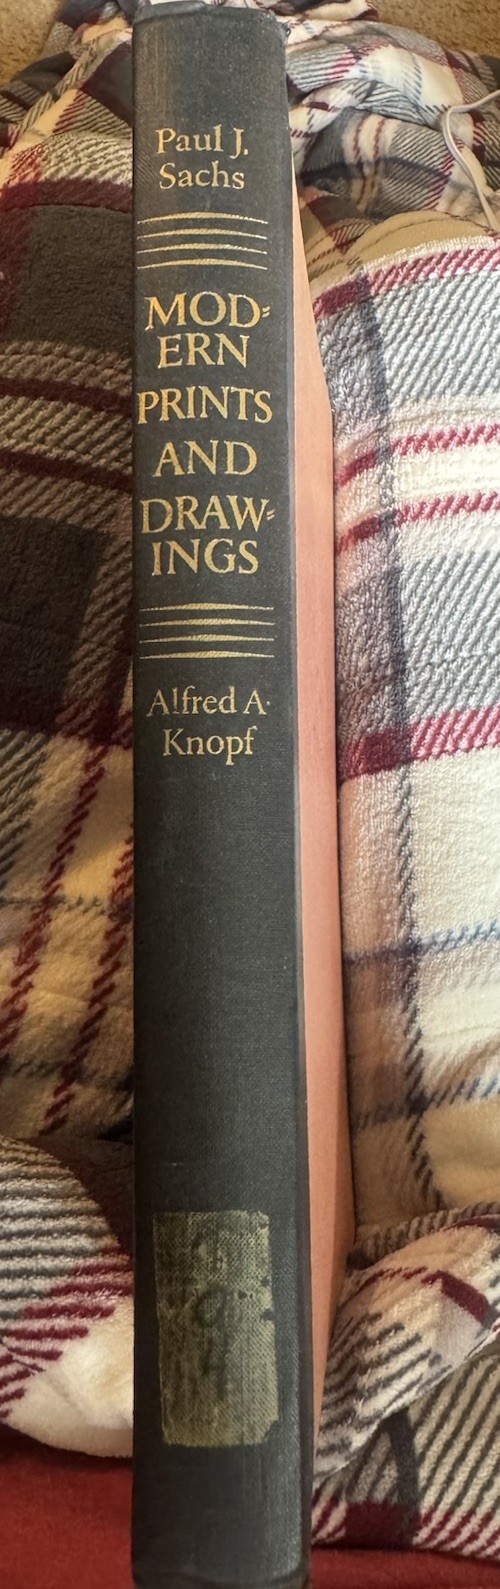 Paul J.
Sachs
MOD=
ERN
PRINTS
AND
DRAW=
INGS
Alfred A.
Knopf